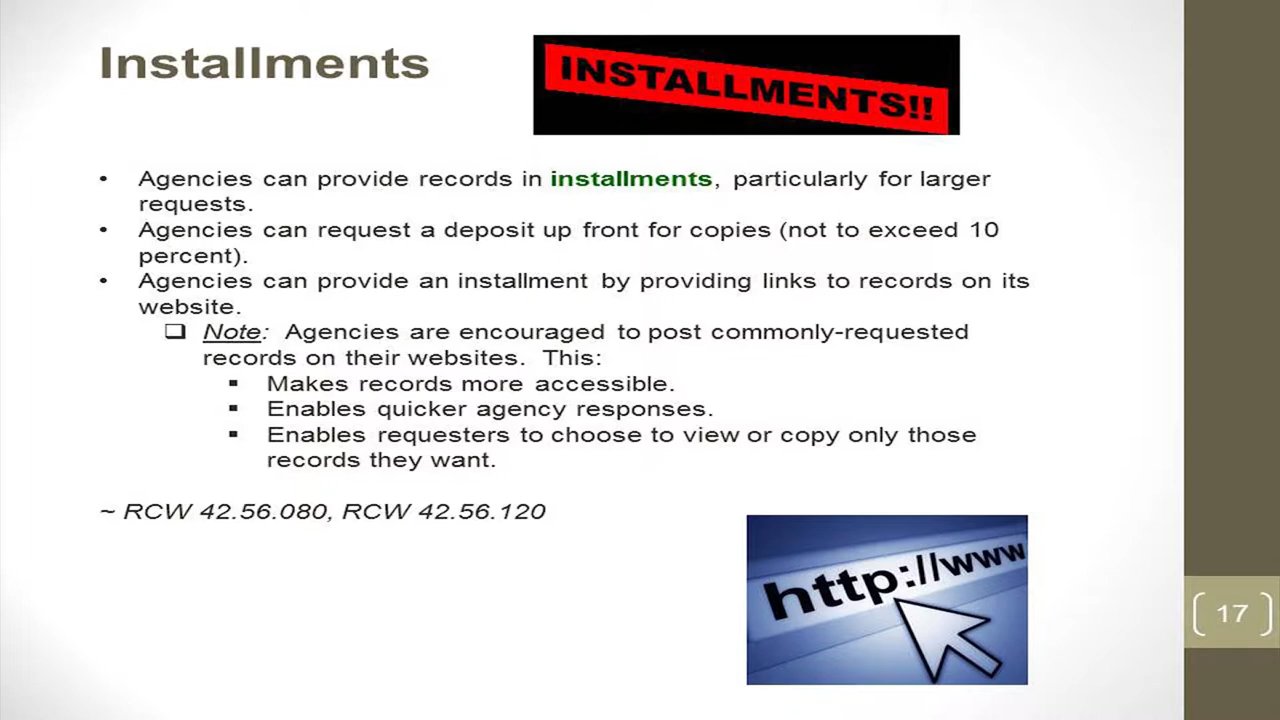 Installments
INSTALLMENTS!!
• Agencies can provide records in installments, particularly for larger
requests.
• Agencies can request a deposit up front for copies (not to exceed 10
percent).
• Agencies can provide an installment by providing links to records on its
website.
❑ Note: Agencies are encouraged to post commonly-requested
records on their websites. This:
▪ Makes records more accessible.
▪ Enables quicker agency responses.
▪ Enables requesters to choose to view or copy only those
records they want.
~ RCW 42.56.080, RCW 42.56.120
http://www
17